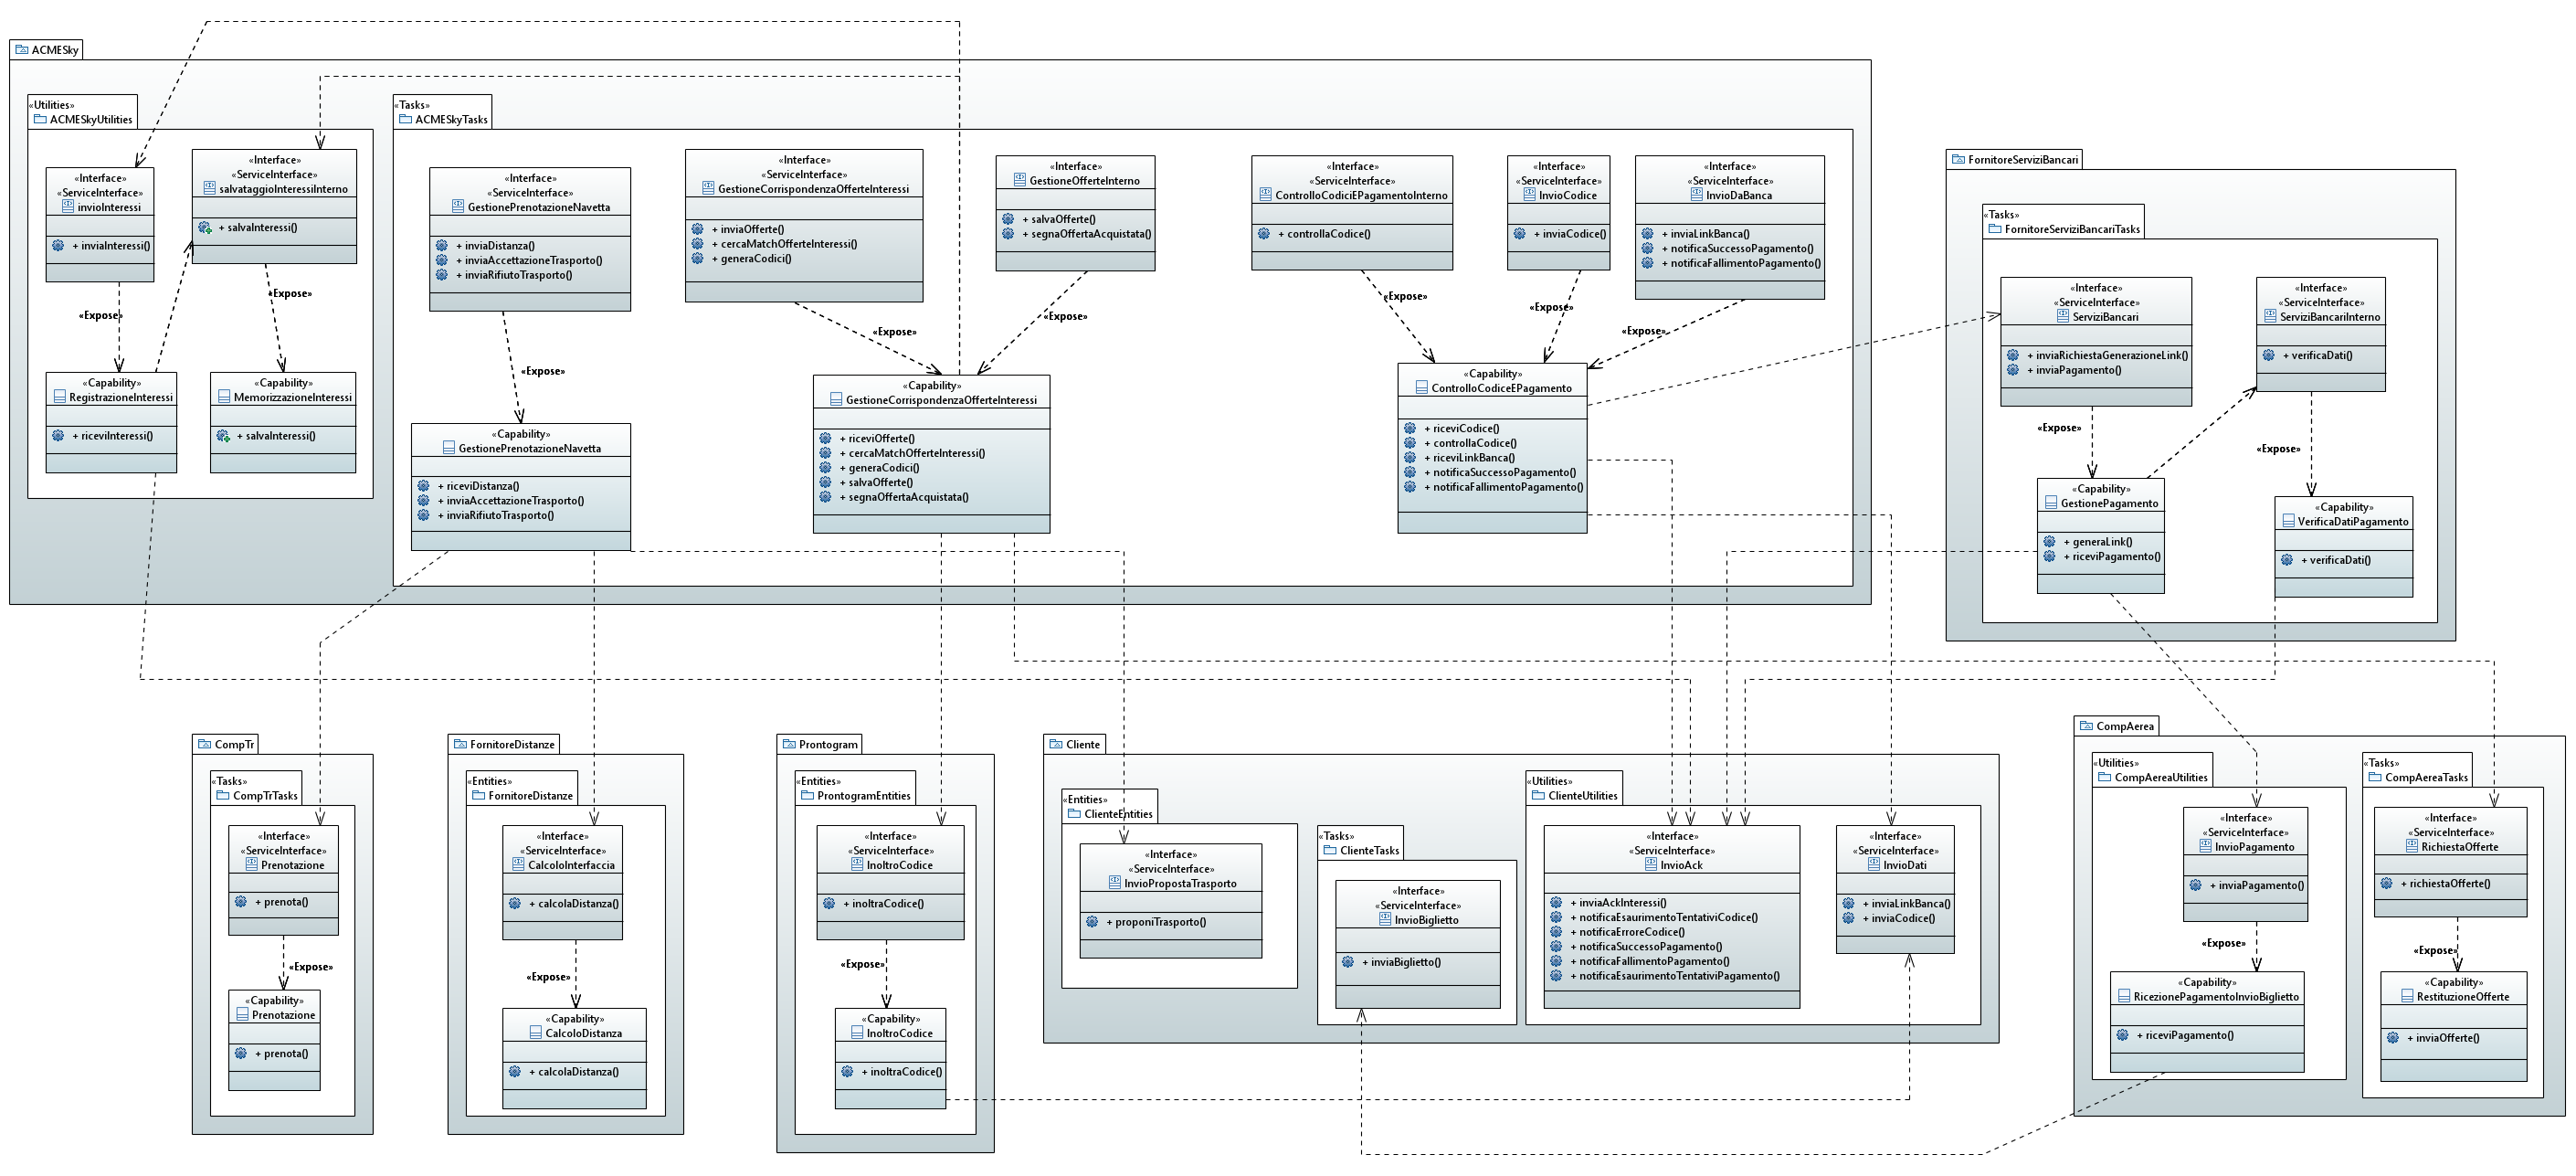 ACMESky
«Utilities»
ACMESkyUtilities
«Interface»
«ServiceInterface»
invioInteressi
+ inviaInteressi()
«Interface»
«ServiceInterface»
salvataggioInteressiInterno
+ salvaInteressi()
«Expose»
«Expose»
«Capability»
RegistrazioneInteressi
+ riceviInteressi()
«Capability»
MemorizzazioneInteressi
+ salvaInteressi()
«Tasks»
ACMESkyTasks
«Interface»
«ServiceInterface»
GestionePrenotazioneNavetta
+ inviaDistanza()
+ inviaAccettazioneTrasporto()
+ inviaRifiutoTrasporto()
«Interface»
«ServiceInterface»
GestioneCorrispondenzaOfferteInteressi
+ inviaOfferte()
+ cercaMatchOfferteInteressi()
+ generaCodici()
«Interface»
GestioneOfferteInterno
+ salvaOfferte()
+ segnaOffertaAcquistata()
«Interface»
«ServiceInterface»
ControlloCodiciEPagamentoInterno
+ controllaCodice()
«Interface»
«ServiceInterface»
InvioCodice
+ inviaCodice()
«Interface»
«ServiceInterface»
InvioDaBanca
+ inviaLinkBanca()
+ notificaSuccessoPagamento()
+ notificaFallimentoPagamento()
«Expose»
«Expose»
«Expose»
«Expose»
«Expose»
«Expose»
«Capability»
GestionePrenotazioneNavetta
+ riceviDistanza()
+ inviaAccettazioneTrasporto()
+ inviaRifiutoTrasporto()
«Capability»
GestioneCorrispondenzaOfferteInteressi
+ riceviOfferte()
+ cercaMatchOfferteInteressi()
+ generaCodici()
+ salvaOfferte()
+ segnaOffertaAcquistata()
«Capability»
ControlloCodiceEPagamento
+ riceviCodice()
+ controllaCodice()
+ riceviLinkBanca()
+ notificaSuccessoPagamento()
+ notificaFallimentoPagamento()
FornitoreServiziBancari
«Tasks»
FornitoreServiziBancariTasks
«Interface»
«ServiceInterface»
ServiziBancari
+ inviaRichiestaGenerazioneLink()
+ inviaPagamento()
«Interface»
«ServiceInterface»
ServiziBancariInterno
+ verificaDati()
«Expose»
«Expose»
«Capability»
GestionePagamento
+ generaLink()
+ riceviPagamento()
«Capability»
VerificaDatiPagamento
+ verificaDati()
CompTr
«Tasks»
CompTrTasks
«Interface»
«ServiceInterface»
Prenotazione
+ prenota()
«Expose»
«Capability»
Prenotazione
+ prenota()
FornitoreDistanze
«Entities»
FornitoreDistanze
«Interface»
«ServiceInterface»
CalcoloInterfaccia
+ calcolaDistanza()
«Expose»
«Capability»
CalcoloDistanza
+ calcolaDistanza()
Prontogram
«Entities»
ProntogramEntities
«Interface»
«ServiceInterface»
InoltroCodice
+ inoltraCodice()
«Expose»
«Capability»
InoltroCodice
+ inoltraCodice()
Cliente
«Entities»
ClienteEntities
«Interface»
«ServiceInterface»
InvioPropostaTrasporto
+ proponiTrasporto()
«Tasks»
ClienteTasks
«Interface»
«ServiceInterface»
InvioBiglietto
+ inviaBiglietto()
«Utilities»
ClienteUtilities
«Interface»
«ServiceInterface»
InvioAck
+ inviaAckInteressi()
+ notificaEsaurimentoTentativiCodice()
+ notificaErroreCodice()
+ notificaSuccessoPagamento()
+ notificaFallimentoPagamento()
+ notificaEsaurimentoTentativiPagamento()
«Interface»
«ServiceInterface»
InvioDati
+ inviaLinkBanca()
+ inviaCodice()
CompAerea
«Utilities»
CompAereaUtilities
«Interface»
«ServiceInterface»
InvioPagamento
+ inviaPagamento()
«Expose»
«Capability»
RicezionePagamentoInvioBiglietto
+ riceviPagamento()
«Tasks»
CompAereaTasks
«Interface»
«ServiceInterface»
RichiestaOfferte
+ richiestaOfferte()
«Expose»
«Capability»
RestituzioneOfferte
+ inviaOfferte()